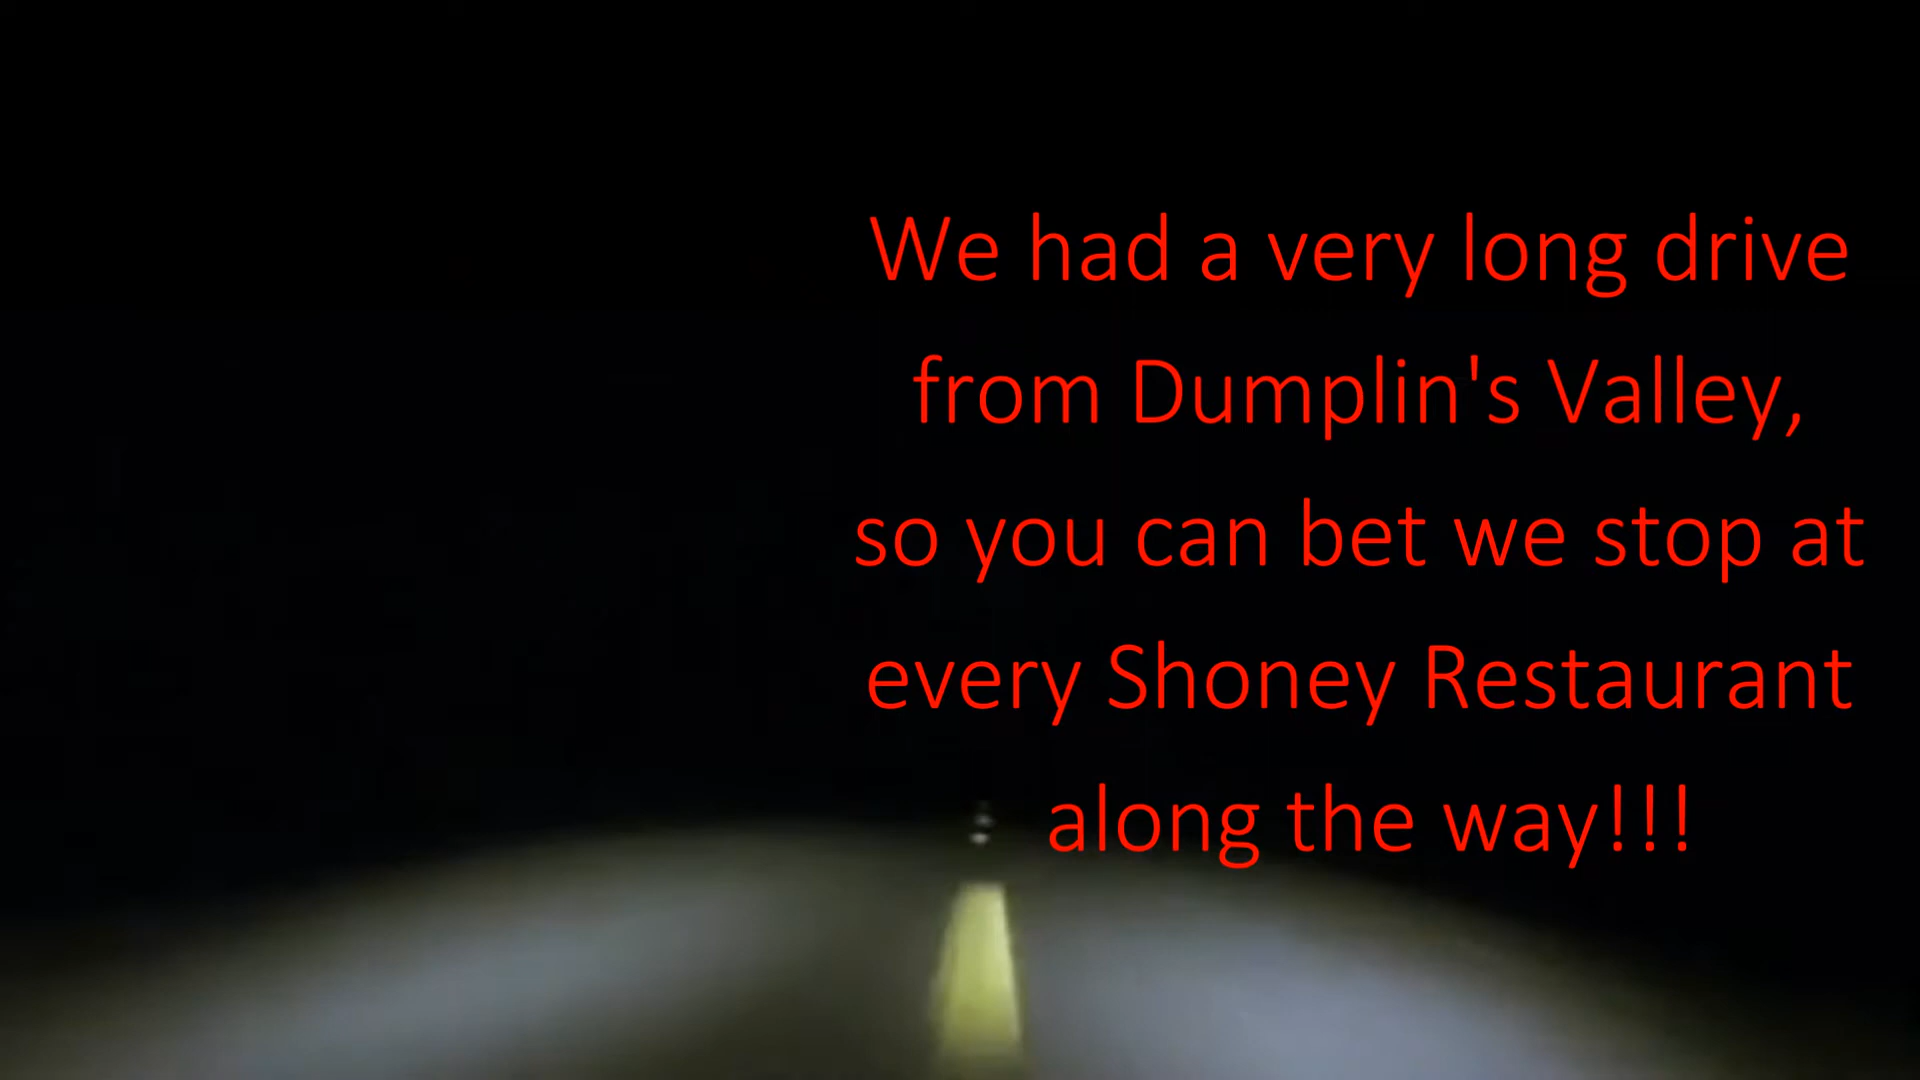 We had a very long drive
from Dumplin's Valley,
so you can bet we stop at
every Shoney Restaurant
along the way!!!